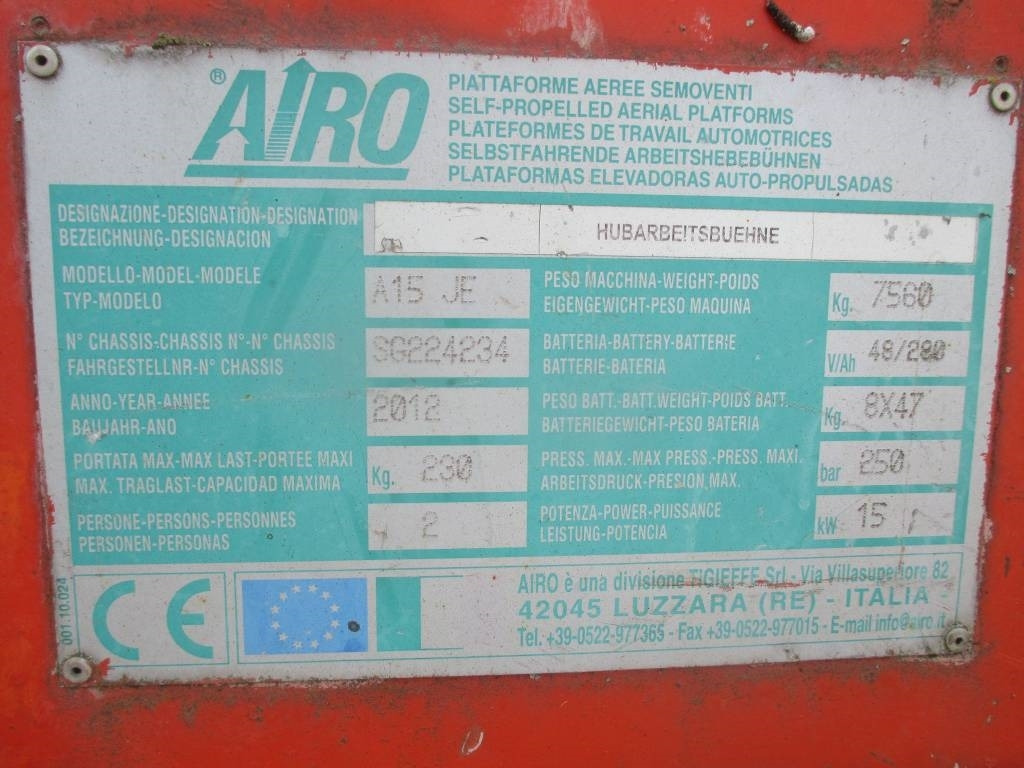 ® AIRO
PIATTAFORME AEREE SEMOVENTI
SELF-PROPELLED AERIAL PLATFORMS
PLATEFORMES DE TRAVAIL AUTOMOTRICES
SELBSTFAHRENDE ARBEITSHEBEBÜHNEN
PLATAFORMAS ELEVADORAS AUTO-PROPULSADAS
DESIGNAZIONE-DESIGNATION-DESIGNATION
BEZEICHNUNG-DESIGNACION
HUBARBEITSBUEHNE
MODELLO-MODEL-MODELE
TYP-MODELO
A15 JE
PESO MACCHINA-WEIGHT-POIDS
EIGENGEWICHT-PESO MAQUINA
Kg. 7560
N° CHASSIS-CHASSIS N°-N° CHASSIS
FAHRGESTELLNR-N° CHASSIS
SG224234
BATTERIA-BATTERY-BATTERIE
BATTERIE-BATERIA
V/Ah 48/280
ANNO-YEAR-ANNEE
BAUJAHR-ANO
2012
PESO BATT.-BATT.WEIGHT-POIDS BATT.
BATTERIEGEWICHT-PESO BATERIA
Kg. 8X47
PORTATA MAX-MAX LAST-PORTEE MAXI
MAX. TRAGLAST-CAPACIDAD MAXIMA
Kg. 230
PRESS. MAX.-MAX PRESS.-PRESS. MAXI.
ARBEITSDRUCK-PRESION.MAX.
bar 250
PERSONE-PERSONS-PERSONNES
PERSONEN-PERSONAS
2
POTENZA-POWER-PUISSANCE
LEISTUNG-POTENCIA
kW 15
001.10.024
CE
AIRO è una divisione TIGIEFFE Srl - Via Villasuperiore 82
42045 LUZZARA (RE) - ITALIA
Tel. +39-0522-977365 - Fax +39-0522-977015 - E-mail info@airo.it